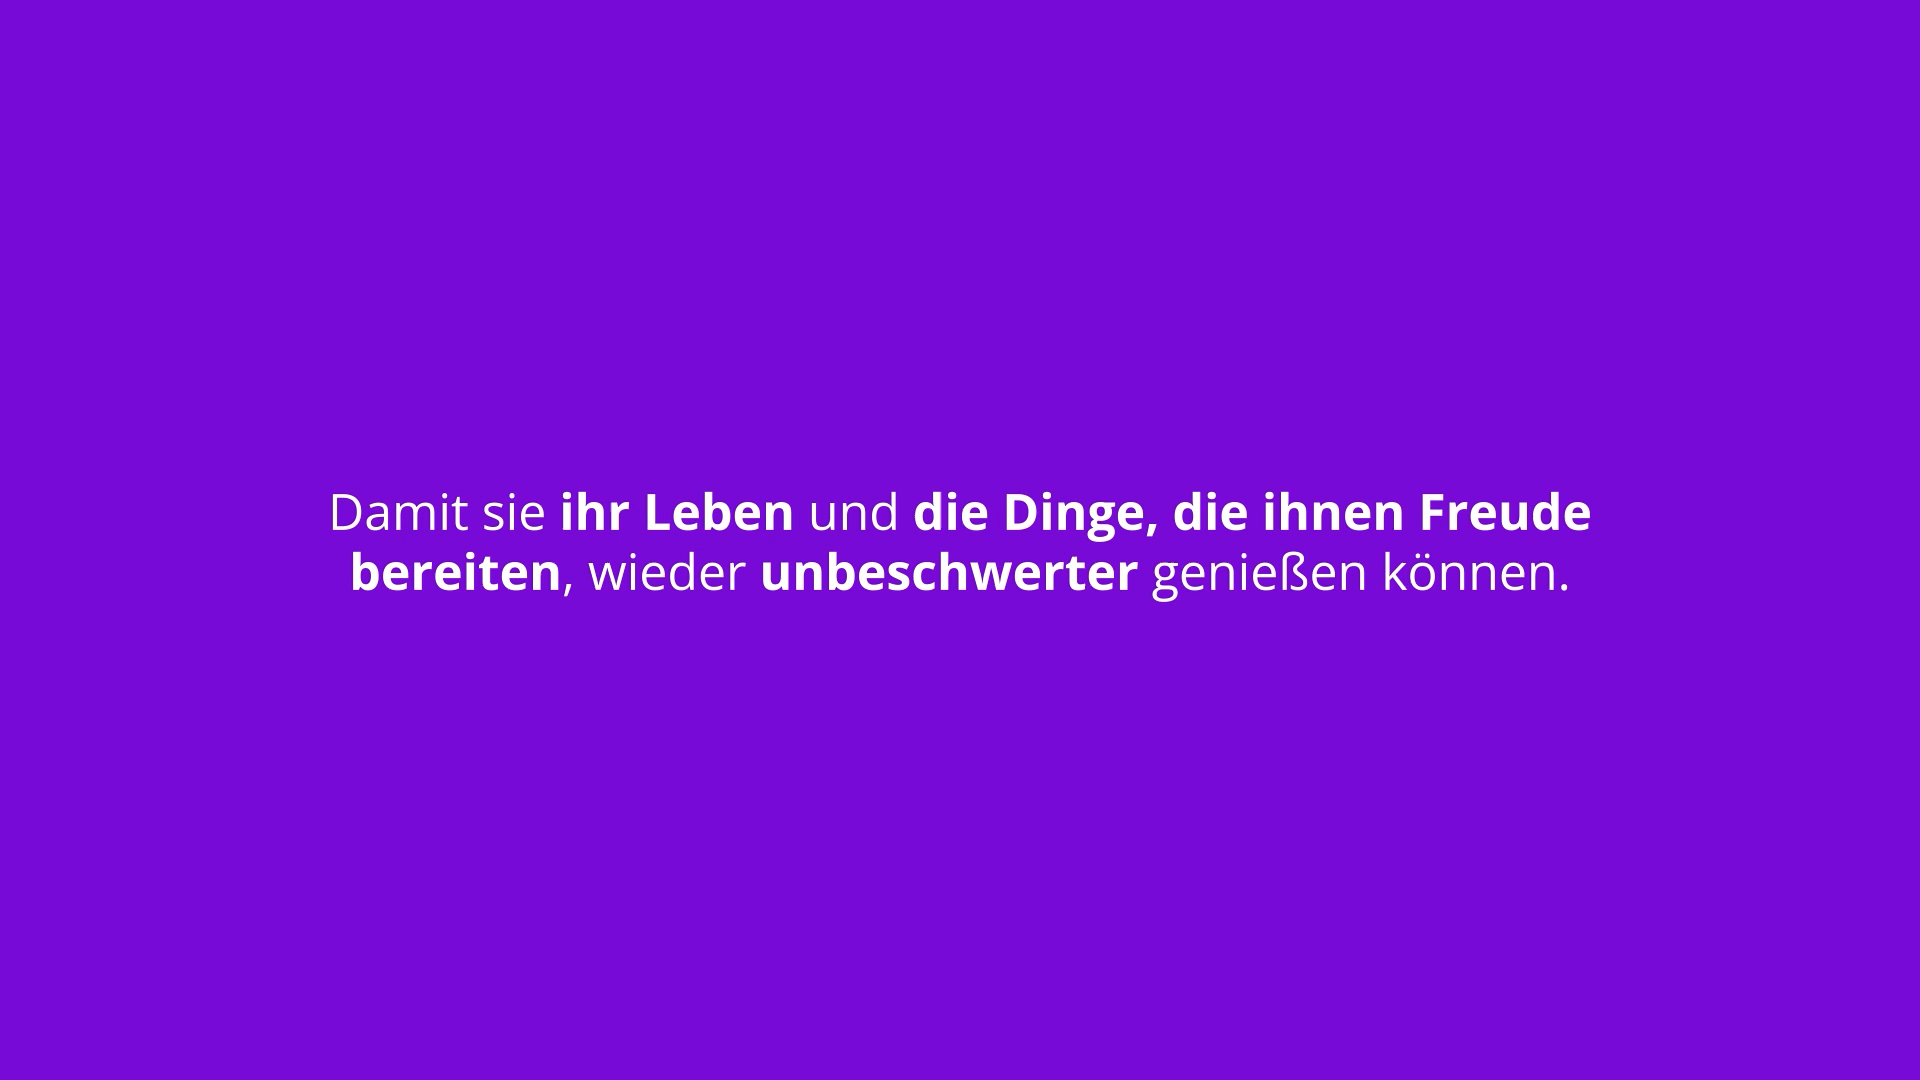 Damit sie ihr Leben und die Dinge, die ihnen Freude
bereiten, wieder unbeschwerter genießen können.